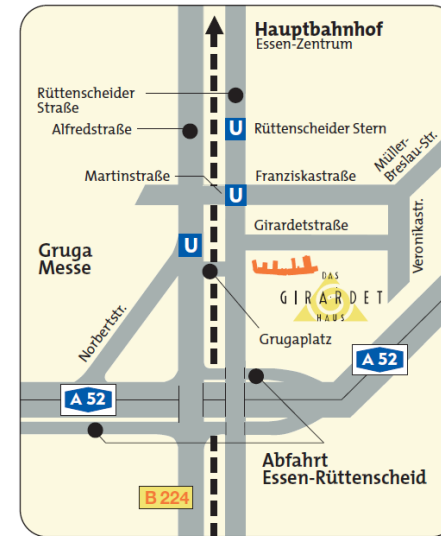 Hauptbahnhof
Essen-Zentrum
Rüttenscheider
Straße
Alfredstraße
U
Rüttenscheider Stern
Müller-
Breslau-Str.
Martinstraße
Franziskastraße
U
Girardetstraße
Veronikastr.
Gruga
Messe
U
DAS
GIRARDET
HAUS
Norbertstr.
Grugaplatz
A 52
A 52
Abfahrt
Essen-Rüttenscheid
B 224